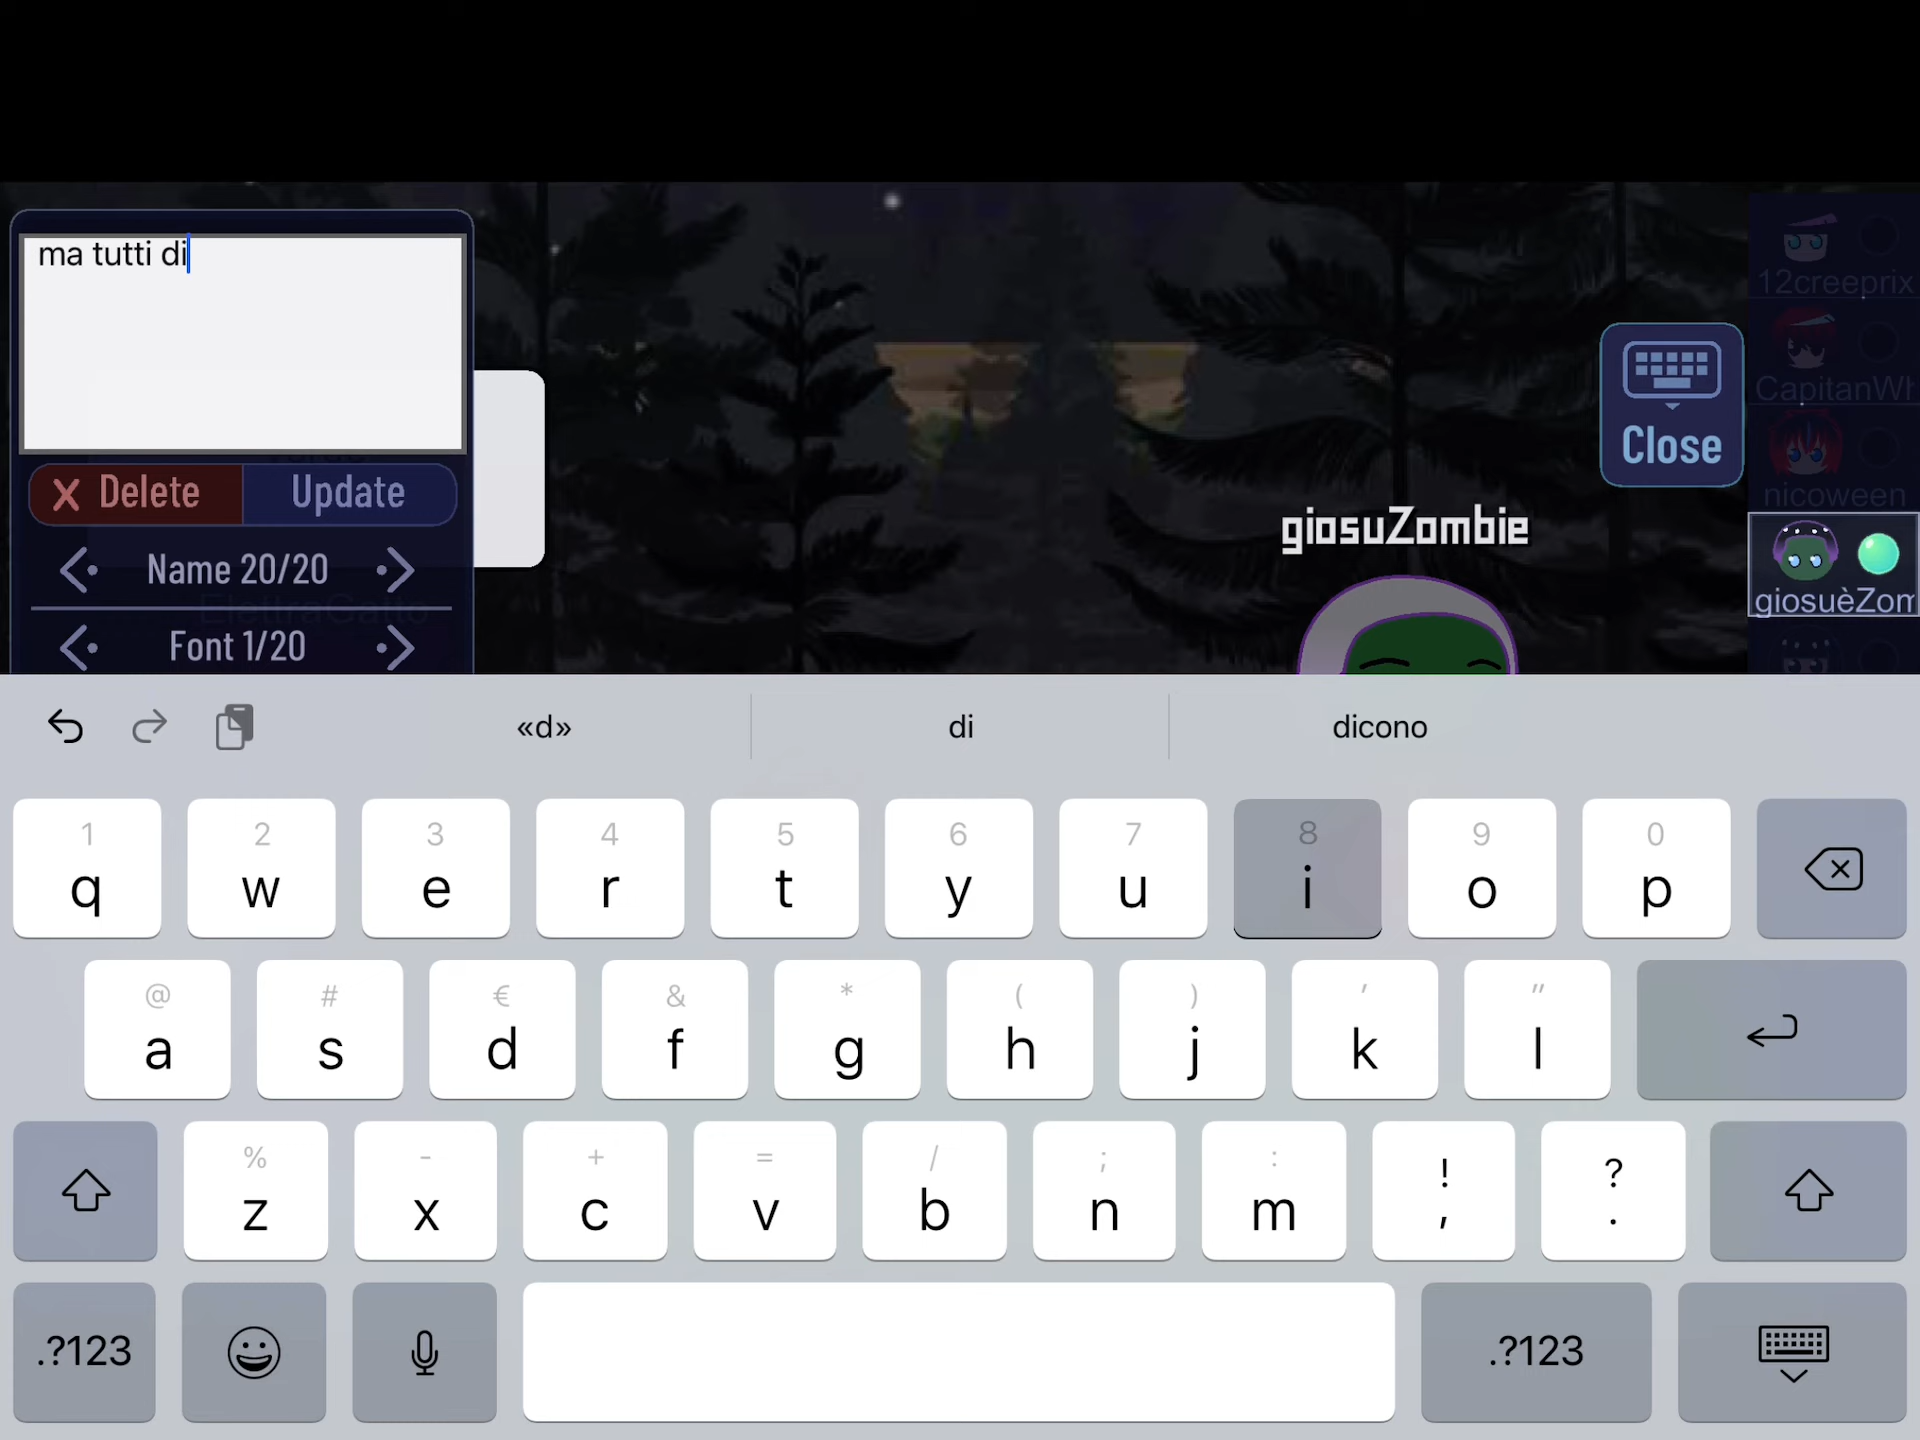 ma tutti di
X Delete
Update
Name 20/20
ElettraGatto
Font 1/20
giosuZombie
Close
12creeprix
CapitanWh
nicoween
giosuèZom
«d»
di
dicono
1 2 3 4 5 6 7 8 9 0
q w e r t y u i o p
@ # € & * ( ) ' "
a s d f g h j k l
% - + = / ; : ! ?
z x c v b n m , .
.?123
.?123